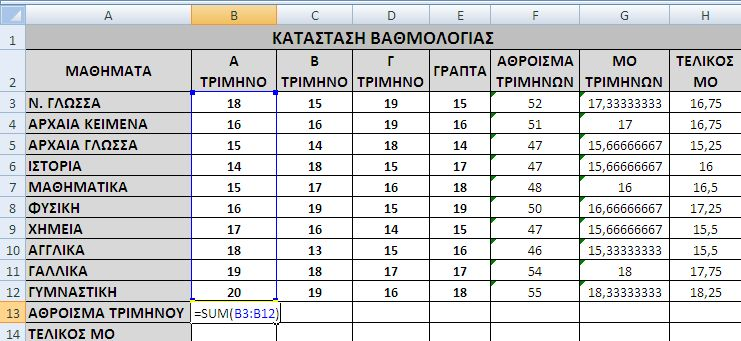 A B C D E F G H
1 ΚΑΤΑΣΤΑΣΗ ΒΑΘΜΟΛΟΓΙΑΣ
2 ΜΑΘΗΜΑΤΑ Α ΤΡΙΜΗΝΟ Β ΤΡΙΜΗΝΟ Γ ΤΡΙΜΗΝΟ ΓΡΑΠΤΑ ΑΘΡΟΙΣΜΑ ΤΡΙΜΗΝΩΝ ΜΟ ΤΡΙΜΗΝΩΝ ΤΕΛΙΚΟΣ ΜΟ
3 Ν. ΓΛΩΣΣΑ 18 15 19 15 52 17,33333333 16,75
4 ΑΡΧΑΙΑ ΚΕΙΜΕΝΑ 16 16 19 16 51 17 16,75
5 ΑΡΧΑΙΑ ΓΛΩΣΣΑ 15 14 18 14 47 15,66666667 15,25
6 ΙΣΤΟΡΙΑ 14 18 15 17 47 15,66666667 16
7 ΜΑΘΗΜΑΤΙΚΑ 15 17 16 18 48 16 16,5
8 ΦΥΣΙΚΗ 16 19 15 19 50 16,66666667 17,25
9 ΧΗΜΕΙΑ 17 16 14 15 47 15,66666667 15,5
10 ΑΓΓΛΙΚΑ 18 13 15 16 46 15,33333333 15,5
11 ΓΑΛΛΙΚΑ 19 18 17 17 54 18 17,75
12 ΓΥΜΝΑΣΤΙΚΗ 20 19 16 18 55 18,33333333 18,25
13 ΑΘΡΟΙΣΜΑ ΤΡΙΜΗΝΟΥ =SUM(B3:B12)
14 ΤΕΛΙΚΟΣ ΜΟ